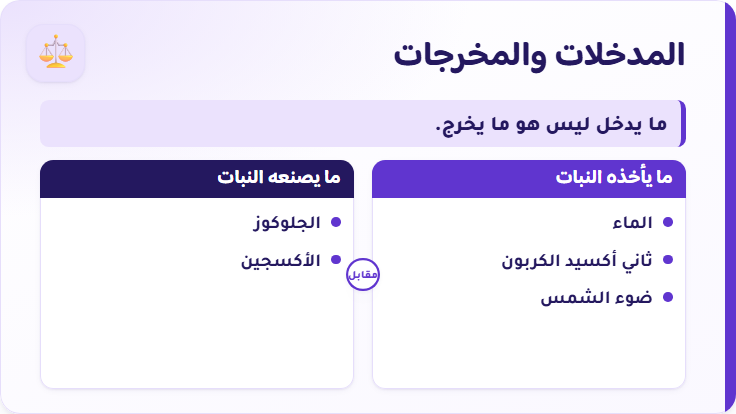 المدخلات والمخرجات
ما يدخل ليس هو ما يخرج.
ما يأخذه النبات
الماء
ثاني أكسيد الكربون
ضوء الشمس
مقابل
ما يصنعه النبات
الجلوكوز
الأكسجين